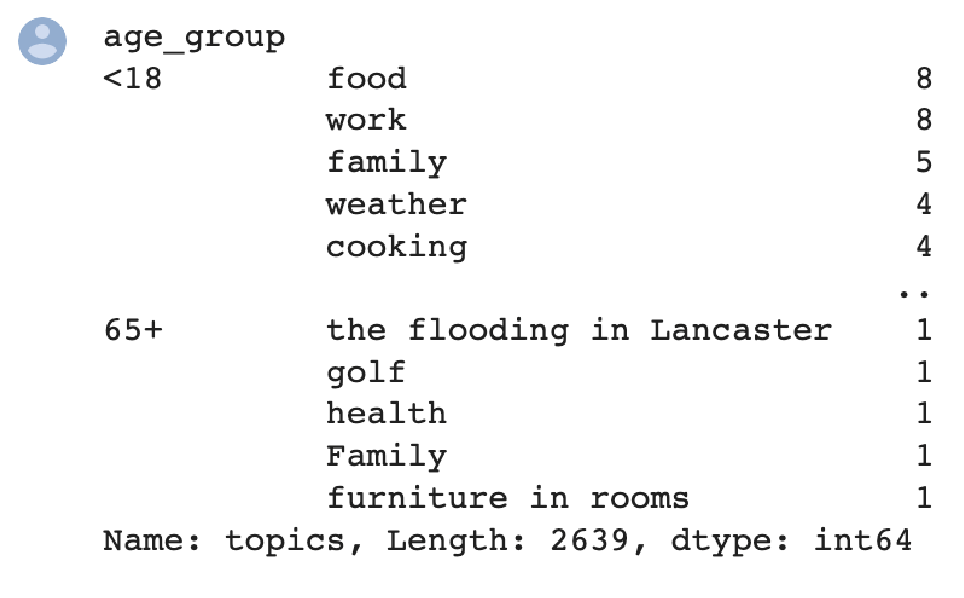 age_group
<18 food 8
work 8
family 5
weather 4
cooking 4
..
65+ the flooding in Lancaster 1
golf 1
health 1
Family 1
furniture in rooms 1
Name: topics, Length: 2639, dtype: int64